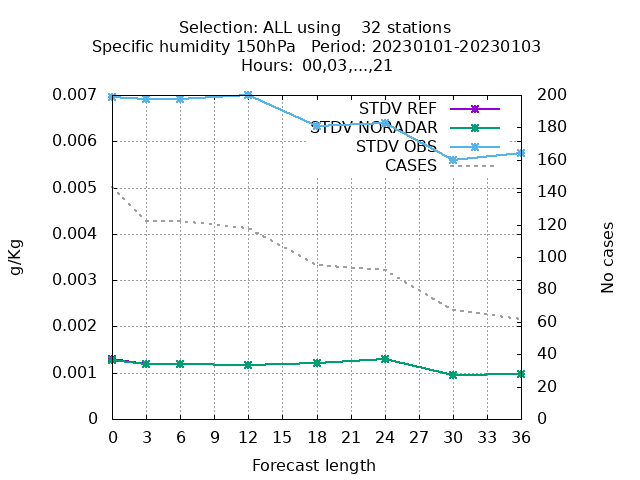 Selection: ALL using    32 stations
Specific humidity 150hPa   Period: 20230101-20230103
Hours: 00,03,...,21
0.007
0.006
0.005
0.004
0.003
0.002
0.001
0
200
180
160
140
120
100
80
60
40
20
0
STDV REF
STDV NORADAR
STDV OBS
CASES
g/Kg
No cases
0 3 6 9 12 15 18 21 24 27 30 33 36
Forecast length